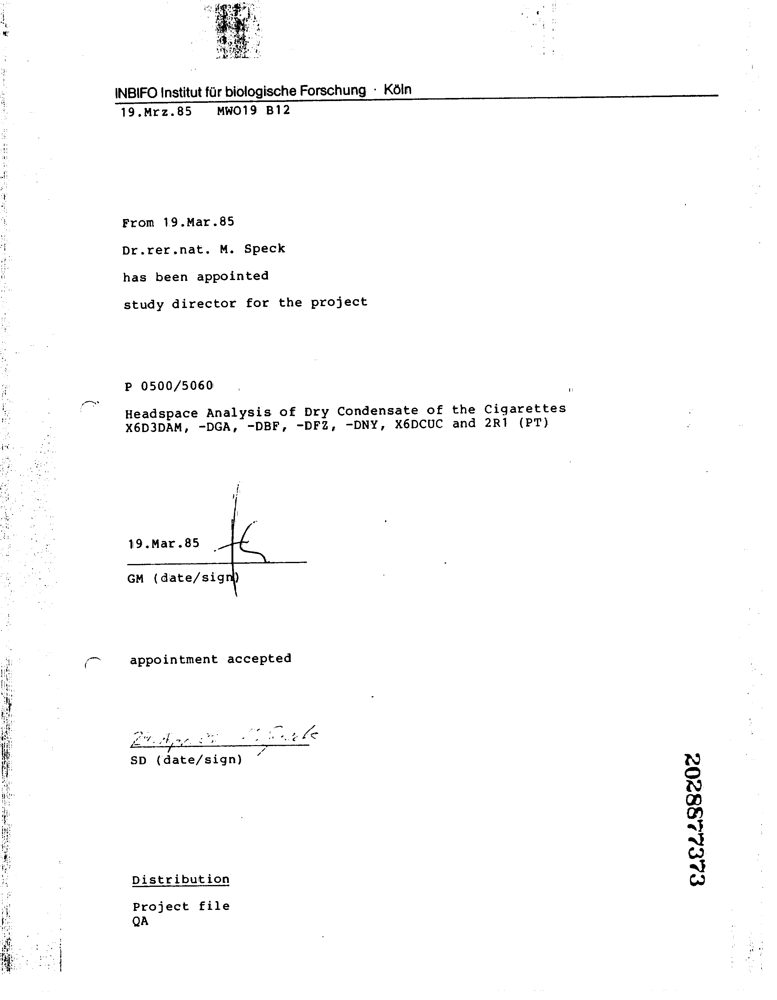 INBIFO Institut für biologische Forschung · Köln
19.Mrz.85 MWO19 B12
From 19.Mar.85
Dr.rer.nat. M. Speck
has been appointed
study director for the project
P 0500/5060
Headspace Analysis of Dry Condensate of the Cigarettes
X6D3DAM, -DGA, -DBF, -DFZ, -DNY, X6DCUC and 2R1 (PT)
19.Mar.85
GM (date/sign)
appointment accepted
SD (date/sign)
Distribution
Project file
QA
2028877373